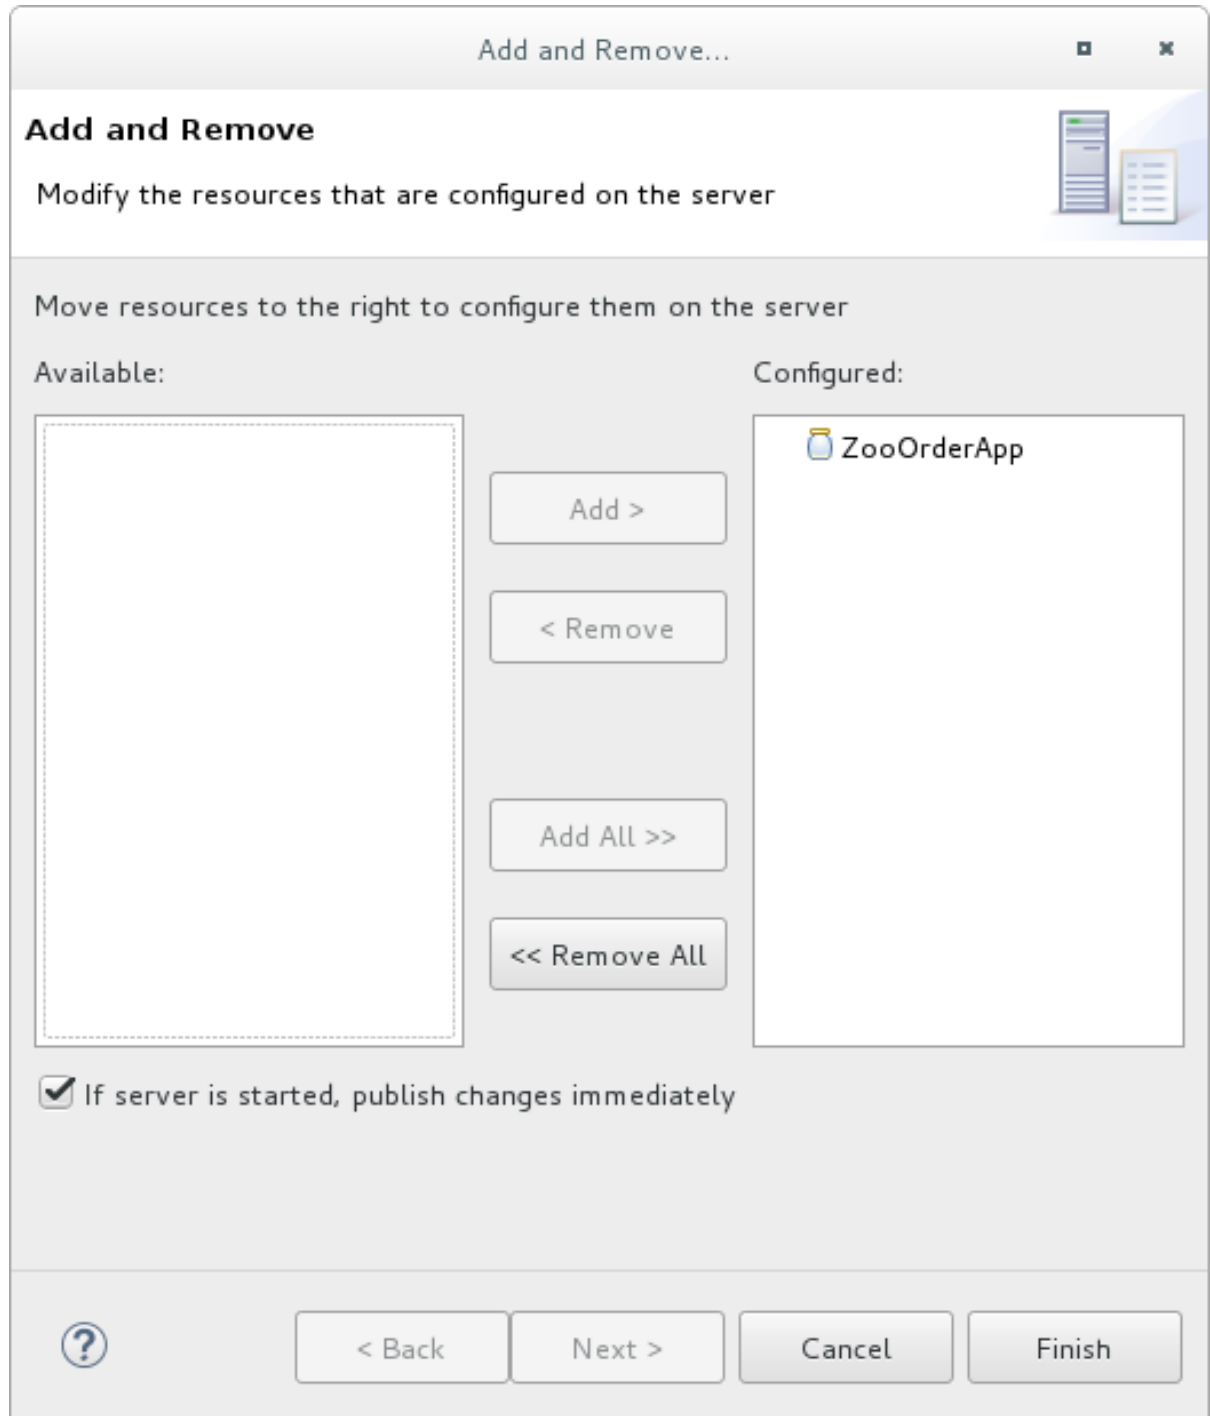 Add and Remove...
Add and Remove
Modify the resources that are configured on the server
Move resources to the right to configure them on the server
Available:
Configured:
ZooOrderApp
Add >
< Remove
Add All >>
<< Remove All
If server is started, publish changes immediately
?
< Back
Next >
Cancel
Finish